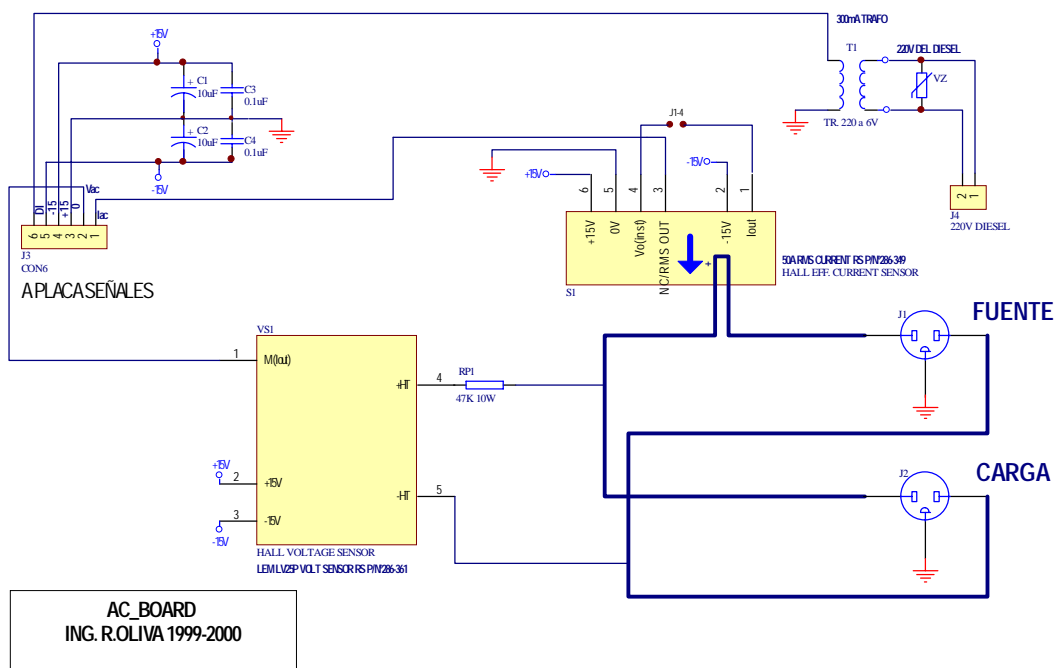 300mA TRAFO
T1
220V DEL DIESEL
VZ
TR. 220 a 6V
2
1
J4
220V DIESEL
+15V
+
C1
10uF
C3
0.1uF
+
C2
10uF
C4
0.1uF
-15V
DI
-15
+15
0
Vac
Iac
6
5
4
3
2
1
J3
CON6
A PLACA SEÑALES
J1-4
+15V
-15V
6
5
4
3
2
1
+15V
0V
Vo(inst)
NC/RMS OUT
-15V
Iout
+
S1
50A RMS CURRENT RS P/Nº286-349
HALL EFF. CURRENT SENSOR
J1
FUENTE
VS1
1
M(Iout)
+HT
4
RP1
47K 10W
+15V
2
+15V
3
-15V
-15V
-HT
5
HALL VOLTAGE SENSOR
LEM LV25P VOLT SENSOR RS P/Nº286-361
J2
CARGA
AC_BOARD
ING. R.OLIVA 1999-2000